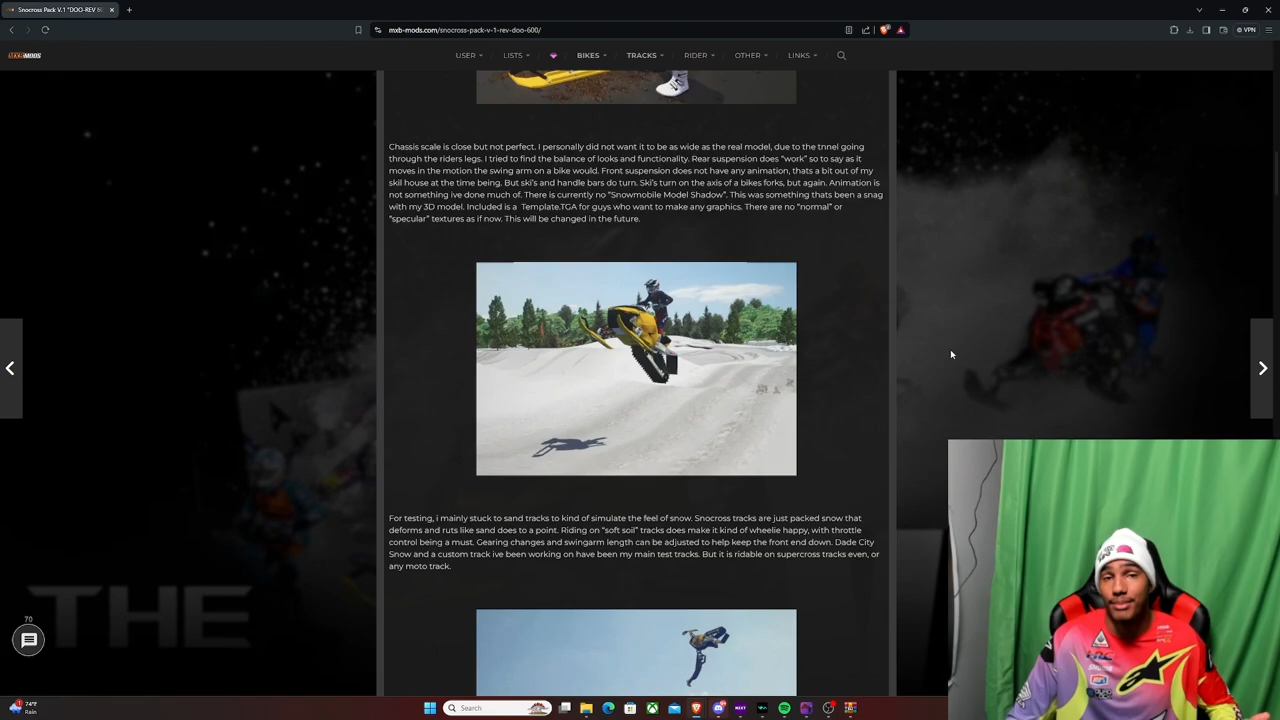 Snocross Pack V.1 "DOO-REV 6
mxb-mods.com/snocross-pack-v-1-rev-doo-600/
VPN
MXB-MODS
USER
LISTS
BIKES
TRACKS
RIDER
OTHER
LINKS
Chassis scale is close but not perfect. I personally did not want it to be as wide as the real model, due to the tnnel going
through the riders legs. I tried to find the balance of looks and functionality. Rear suspension does "work" so to say as it
moves in the motion the swing arm on a bike would. Front suspension does not have any animation, thats a bit out of my
skil house at the time being. But ski's and handle bars do turn. Ski's turn on the axis of a bikes forks, but again. Animation is
not something ive done much of. There is currently no "Snowmobile Model Shadow". This was something thats been a snag
with my 3D model. Included is a Template.TGA for guys who want to make any graphics. There are no "normal" or
"specular" textures as if now. This will be changed in the future.
For testing, i mainly stuck to sand tracks to kind of simulate the feel of snow. Snocross tracks are just packed snow that
deforms and ruts like sand does to a point. Riding on "soft soil" tracks does make it kind of wheelie happy, with throttle
control being a must. Gearing changes and swingarm length can be adjusted to help keep the front end down. Dade City
Snow and a custom track ive been working on have been my main test tracks. But it is ridable on supercross tracks even, or
any moto track.
THE
70
74°F
Rain
Search